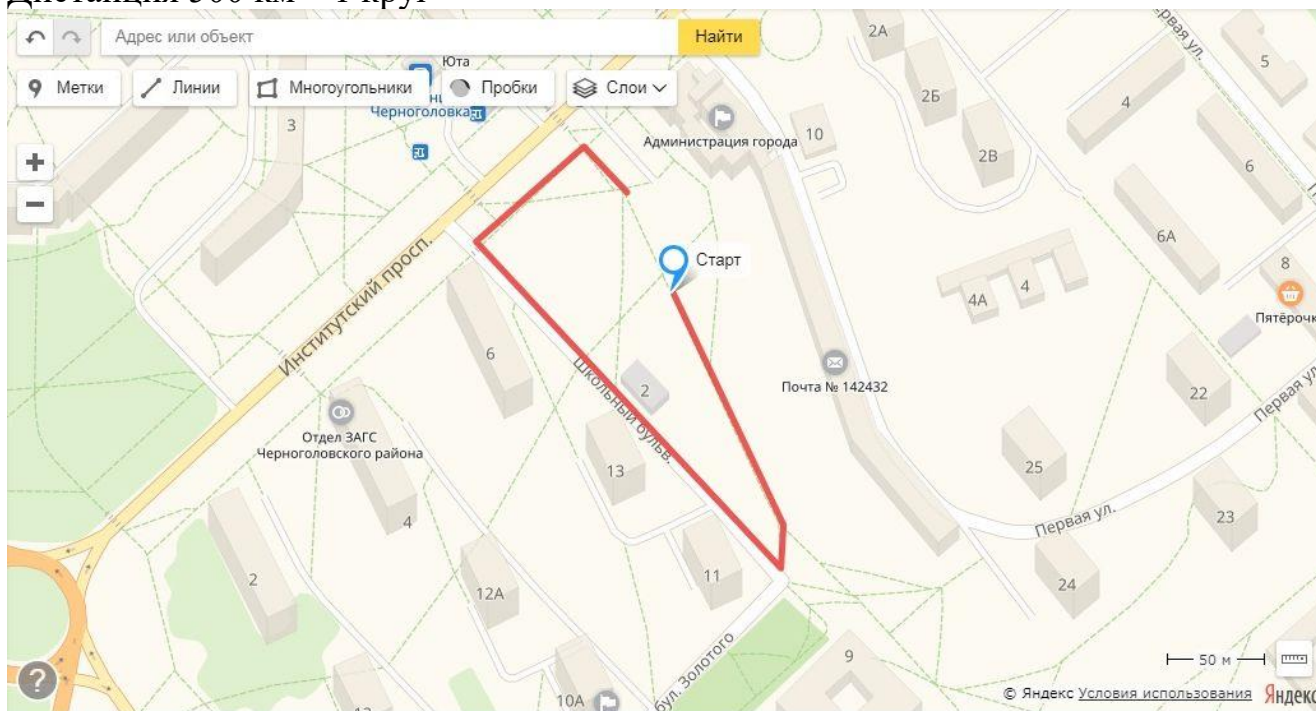 Адрес или объект
Найти
Метки
Линии
Многоугольники
Пробки
Слои
Юта
Черноголовка
3
Администрация города
10
2А
2Б
2В
Первая ул.
5
4
6
6А
8
4А
4
Старт
Институтский просп.
6
2
Школьный бульв.
Почта № 142432
22
Первая ул.
Отдел ЗАГС
Черноголовского района
13
25
4
Первая ул.
23
2
11
24
12А
бул. Золотого
9
10А
50 м
© Яндекс Условия использования